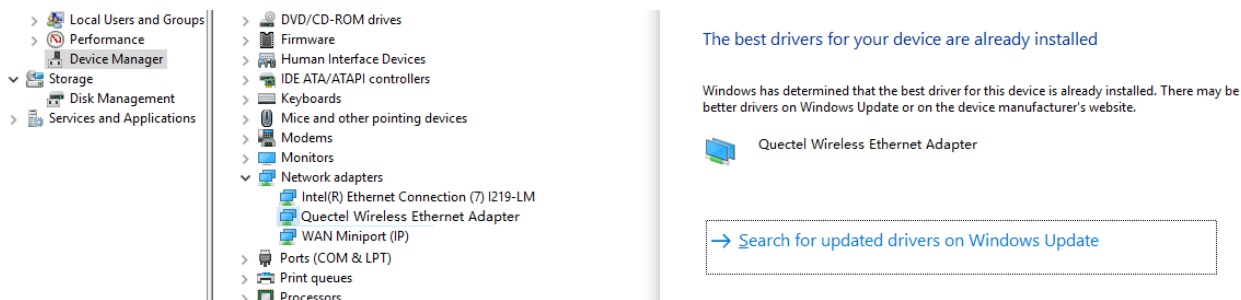 Local Users and Groups
Performance
Device Manager
Storage
Disk Management
Services and Applications
DVD/CD-ROM drives
Firmware
Human Interface Devices
IDE ATA/ATAPI controllers
Keyboards
Mice and other pointing devices
Modems
Monitors
Network adapters
Intel(R) Ethernet Connection (7) I219-LM
Quectel Wireless Ethernet Adapter
WAN Miniport (IP)
Ports (COM & LPT)
Print queues
Processors
The best drivers for your device are already installed
Windows has determined that the best driver for this device is already installed. There may be
better drivers on Windows Update or on the device manufacturer's website.
Quectel Wireless Ethernet Adapter
Search for updated drivers on Windows Update